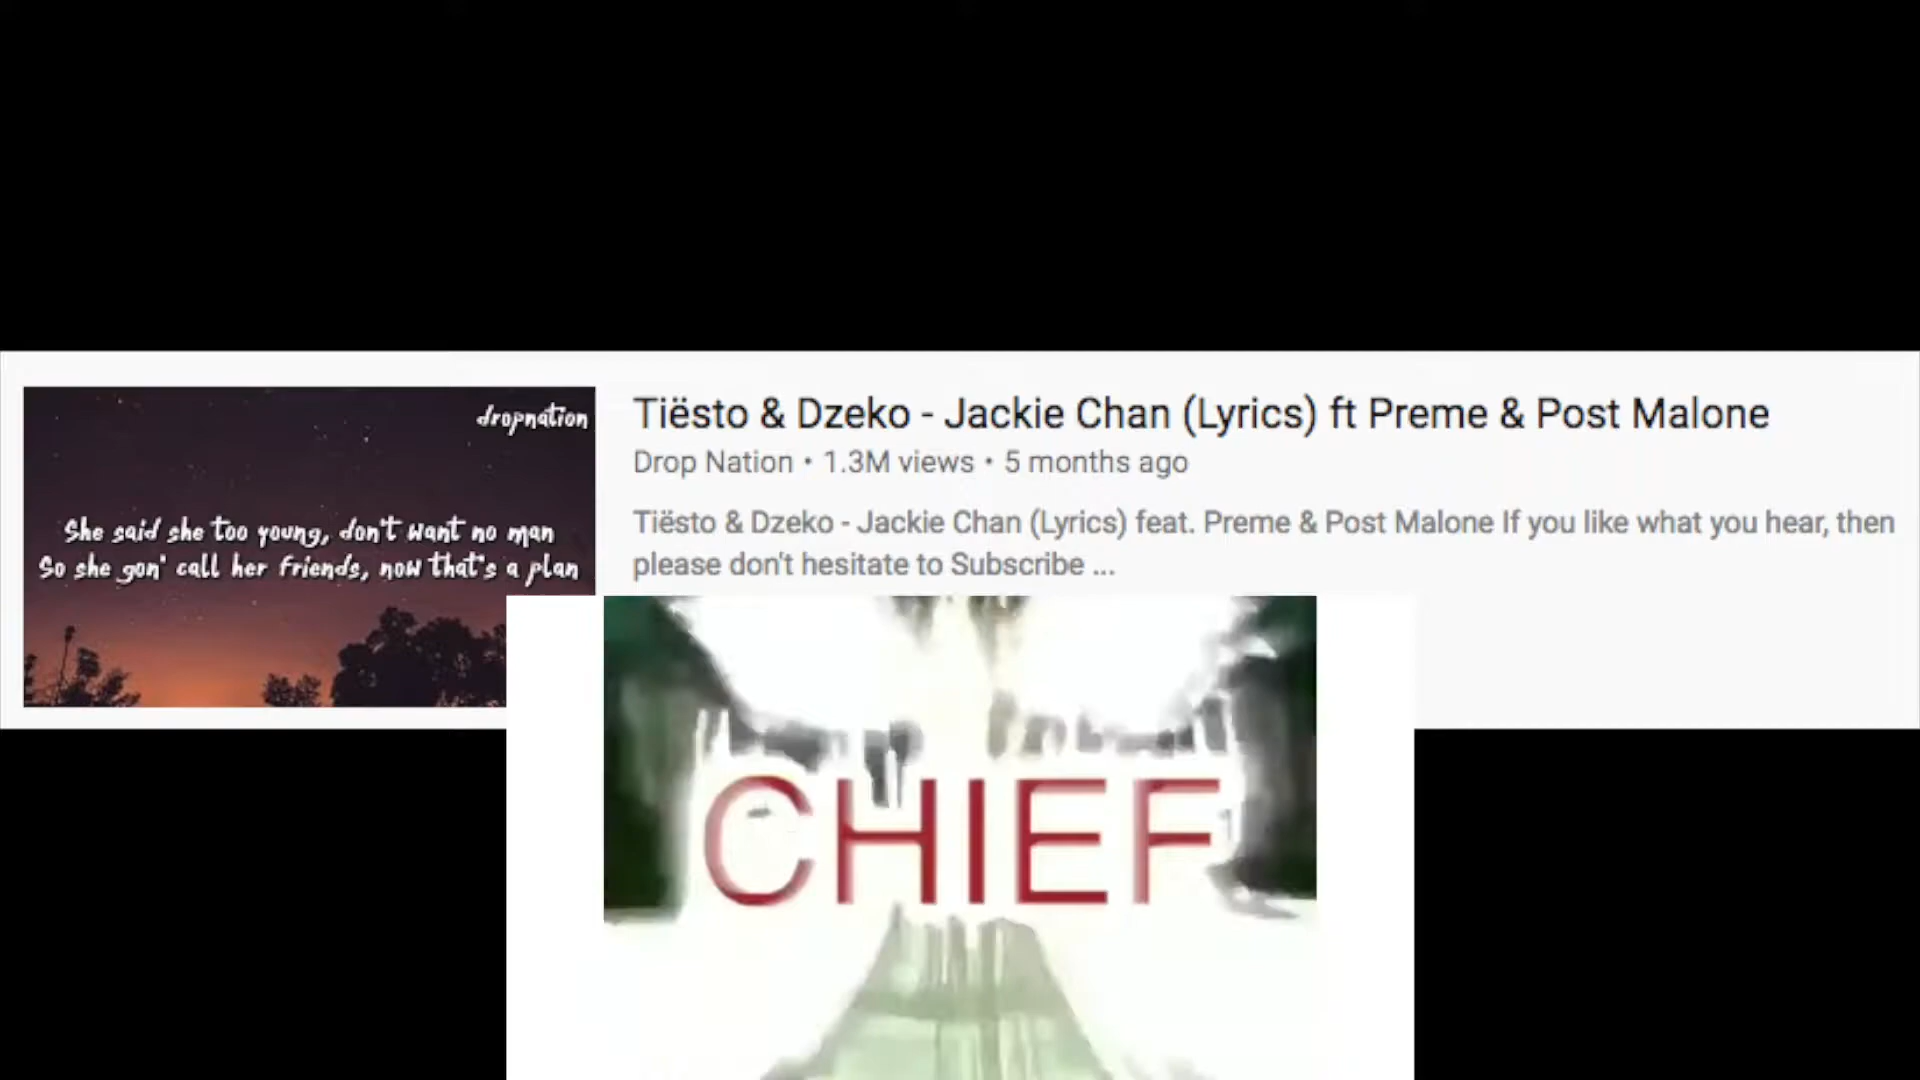 dropnation
She said she too young, don't want no man
So she gon' call her friends, now that's a plan
Tiësto & Dzeko - Jackie Chan (Lyrics) ft Preme & Post Malone
Drop Nation • 1.3M views • 5 months ago
Tiësto & Dzeko - Jackie Chan (Lyrics) feat. Preme & Post Malone If you like what you hear, then
please don't hesitate to Subscribe ...
CHIEF